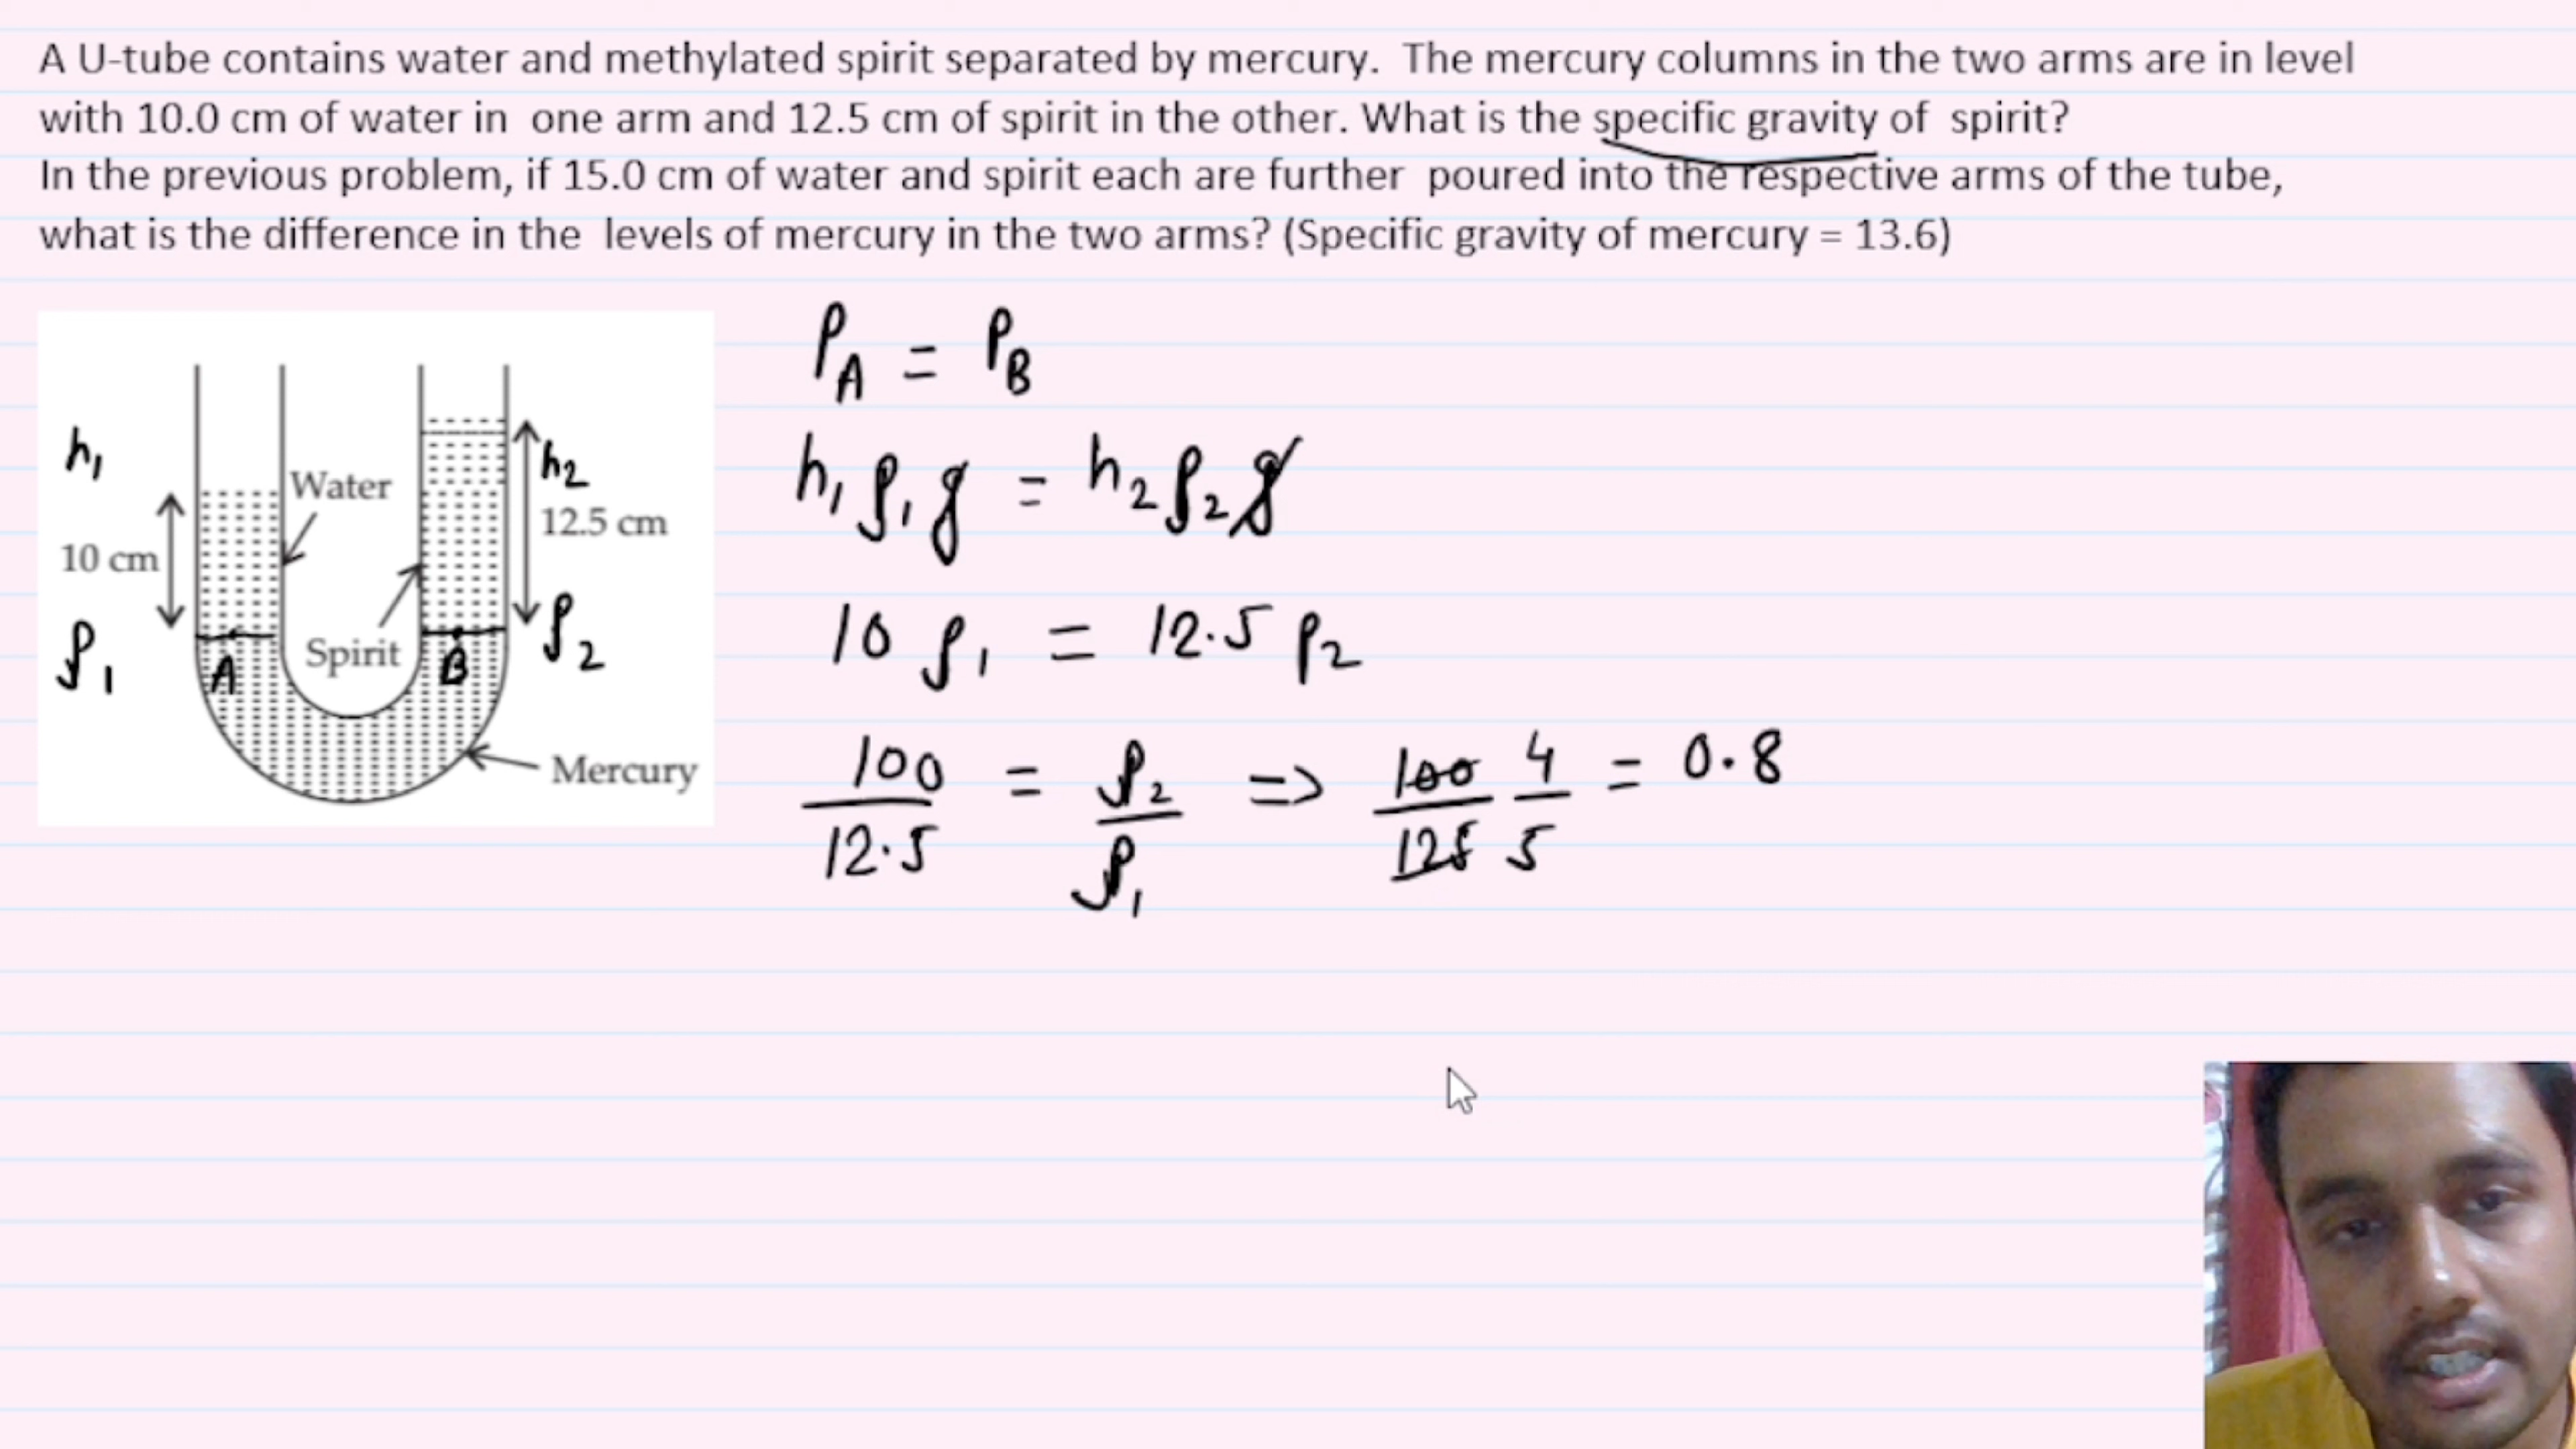 A U-tube contains water and methylated spirit separated by mercury. The mercury columns in the two arms are in level
with 10.0 cm of water in one arm and 12.5 cm of spirit in the other. What is the specific gravity of spirit?
In the previous problem, if 15.0 cm of water and spirit each are further poured into the respective arms of the tube,
what is the difference in the levels of mercury in the two arms? (Specific gravity of mercury = 13.6)
h₁
Water
10 cm
ρ₁
A
Spirit
B
h₂
12.5 cm
ρ₂
Mercury
P_A = P_B
h₁ρ₁g = h₂ρ₂g
10 ρ₁ = 12.5 ρ₂
100/12.5 = ρ₂/ρ₁ => 100/125 4/5 = 0.8